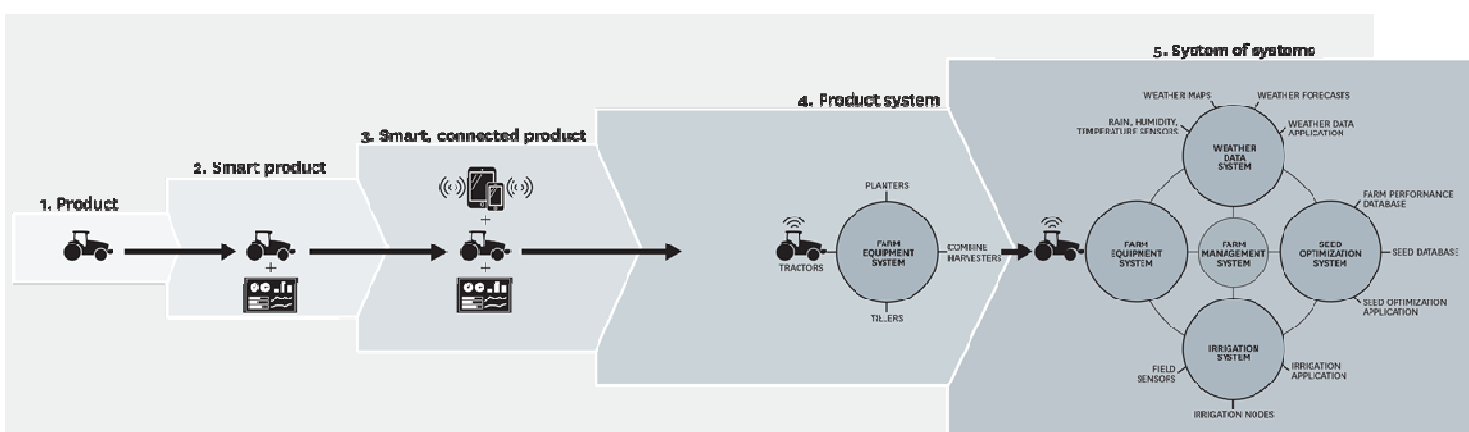 1. Product
2. Smart product
3. Smart, connected product
+
+
+
4. Product system
PLANTERS
TRACTORS
FARM
EQUIPMENT
SYSTEM
COMBINE
HARVESTERS
TILLERS
5. System of systems
WEATHER MAPS
WEATHER FORECASTS
RAIN, HUMIDITY,
TEMPERATURE SENSORS
WEATHER DATA
APPLICATION
WEATHER
DATA
SYSTEM
FARM PERFORMANCE
DATABASE
FARM
EQUIPMENT
SYSTEM
FARM
MANAGEMENT
SYSTEM
SEED
OPTIMIZATION
SYSTEM
SEED DATABASE
SEED OPTIMIZATION
APPLICATION
IRRIGATION
SYSTEM
FIELD
SENSORS
IRRIGATION
APPLICATION
IRRIGATION NODES